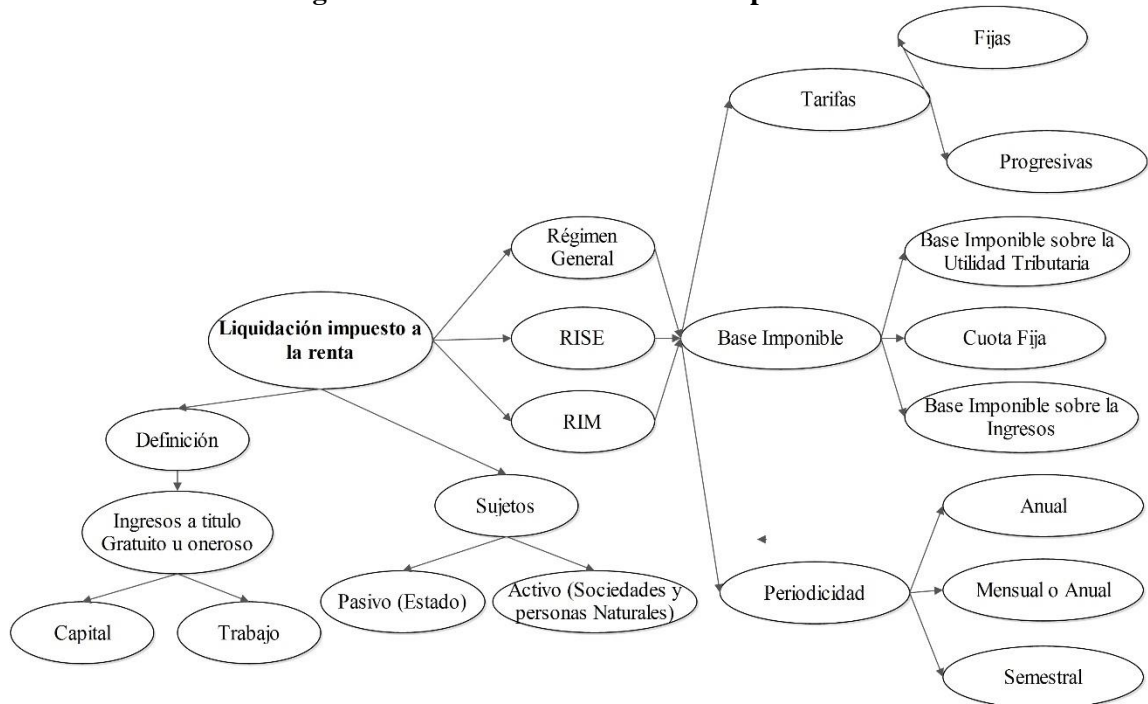 Fijas
Tarifas
Progresivas
Régimen
General
Base Imponible sobre la
Utilidad Tributaria
Liquidación impuesto a
la renta
RISE
Base Imponible
Cuota Fija
RIM
Base Imponible sobre la
Ingresos
Definición
Ingresos a titulo
Gratuito u oneroso
Capital
Trabajo
Sujetos
Pasivo (Estado)
Activo (Sociedades y
personas Naturales)
Periodicidad
Anual
Mensual o Anual
Semestral